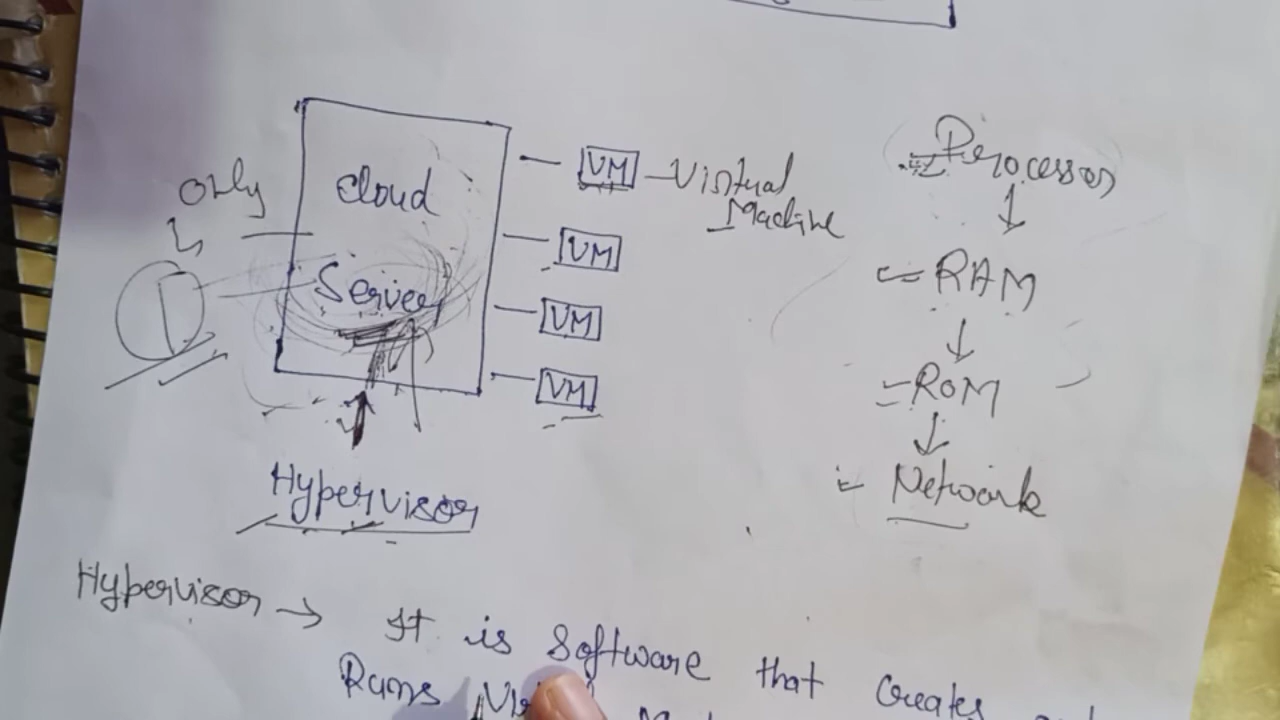 Only
Cloud
Server
VM
Virtual
Machine
VM
VM
VM
Hypervisor
Processor
RAM
ROM
Network
Hypervisor → It is Software that Creates
Runs